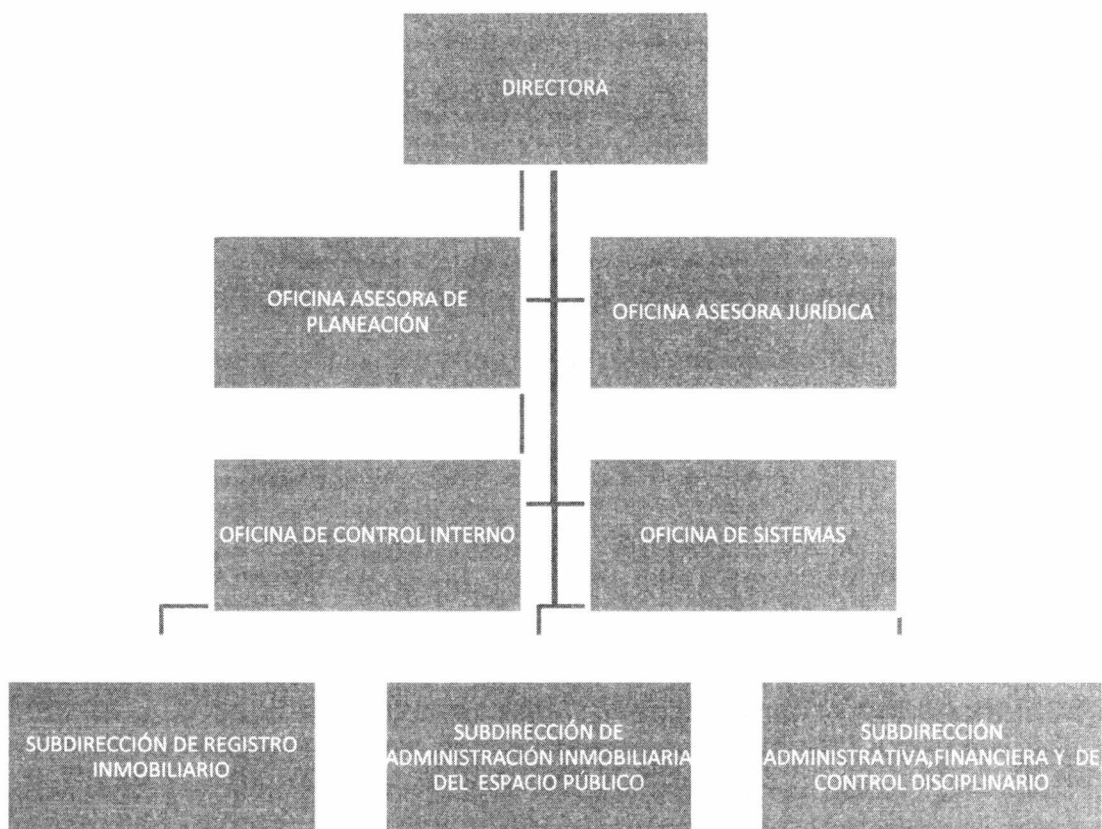 DIRECTORA
OFICINA ASESORA DE
PLANEACIÓN
OFICINA ASESORA JURÍDICA
OFICINA DE CONTROL INTERNO
OFICINA DE SISTEMAS
SUBDIRECCIÓN DE REGISTRO
INMOBILIARIO
SUBDIRECCIÓN DE
ADMINISTRACIÓN INMOBILIARIA
DEL ESPACIO PÚBLICO
SUBDIRECCIÓN
ADMINISTRATIVA,FINANCIERA Y DE
CONTROL DISCIPLINARIO